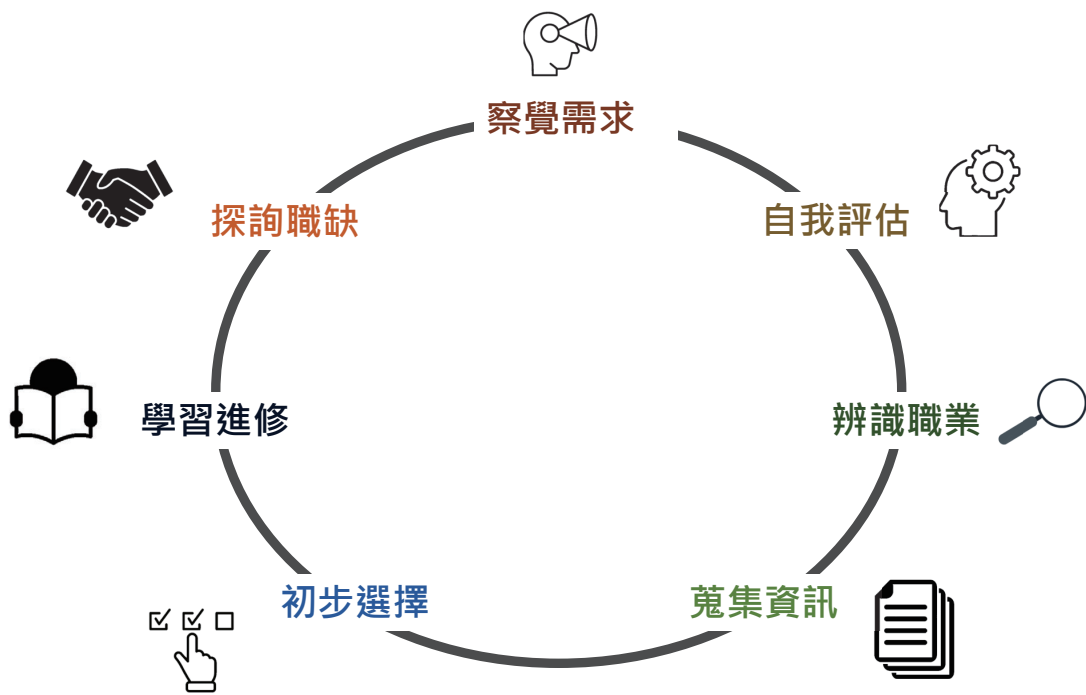 察覺需求
自我評估
辨識職業
蒐集資訊
初步選擇
學習進修
探詢職缺